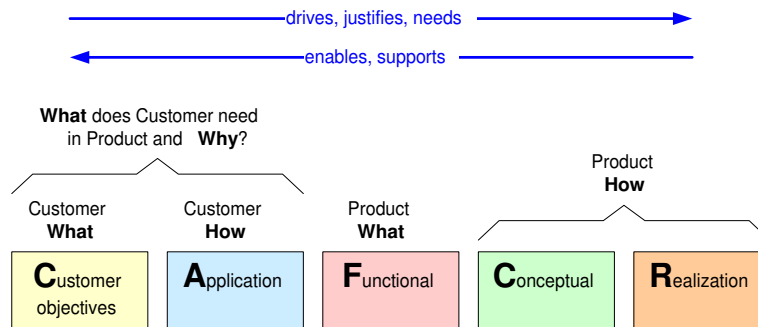 drives, justifies, needs
enables, supports
What does Customer need
in Product and Why?
Product
How
Customer
What
Customer
How
Product
What
Customer
objectives
Application
Functional
Conceptual
Realization